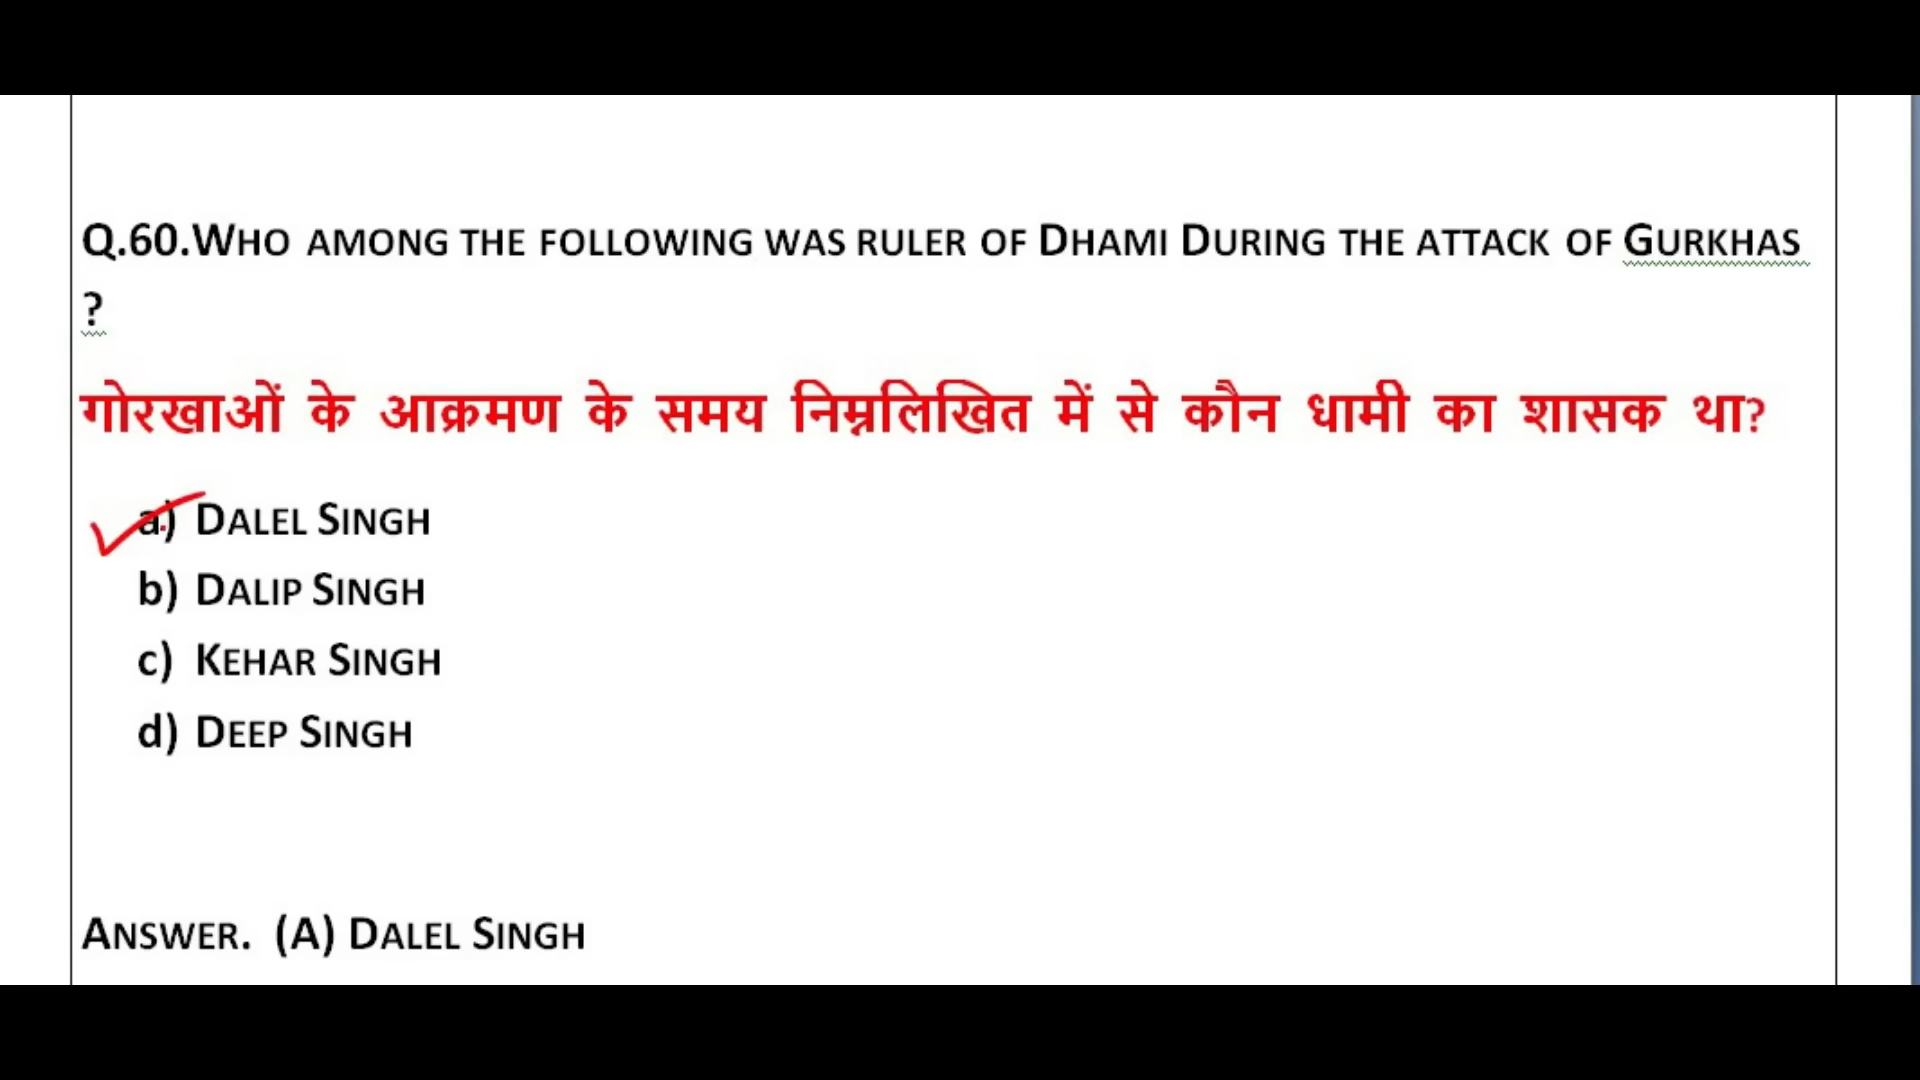 Q.60.WHO AMONG THE FOLLOWING WAS RULER OF DHAMI DURING THE ATTACK OF GURKHAS
?
गोरखाओं के आक्रमण के समय निम्नलिखित में से कौन धामी का शासक था?
a) DALEL SINGH
b) DALIP SINGH
c) KEHAR SINGH
d) DEEP SINGH
ANSWER. (A) DALEL SINGH